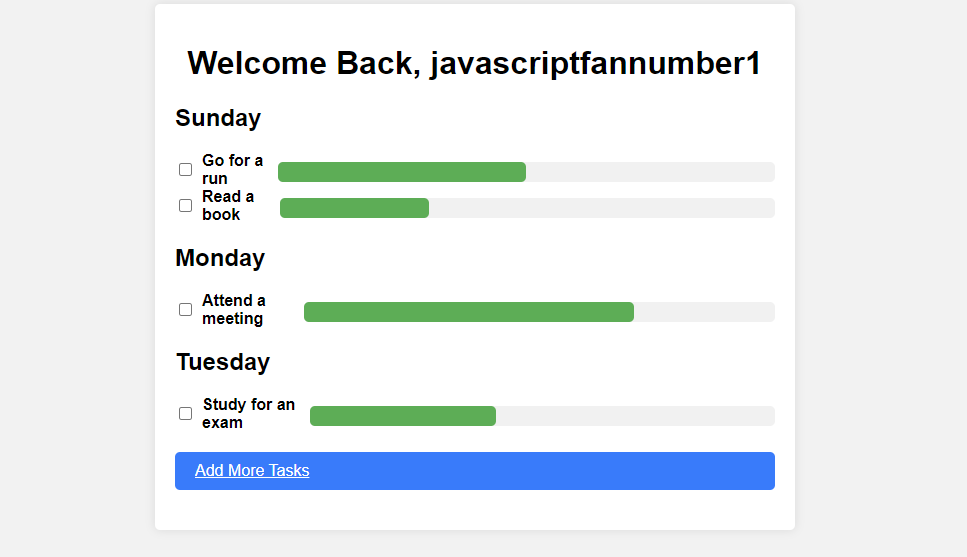 Welcome Back, javascriptfannumber1
Sunday
Go for a
run
Read a
book
Monday
Attend a
meeting
Tuesday
Study for an
exam
Add More Tasks